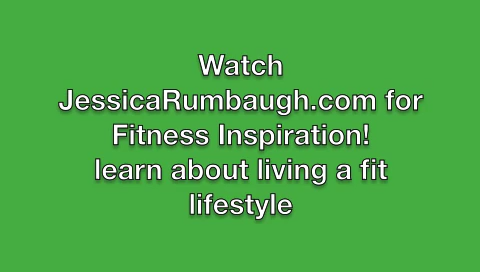 Watch
JessicaRumbaugh.com for
Fitness Inspiration!
learn about living a fit
lifestyle